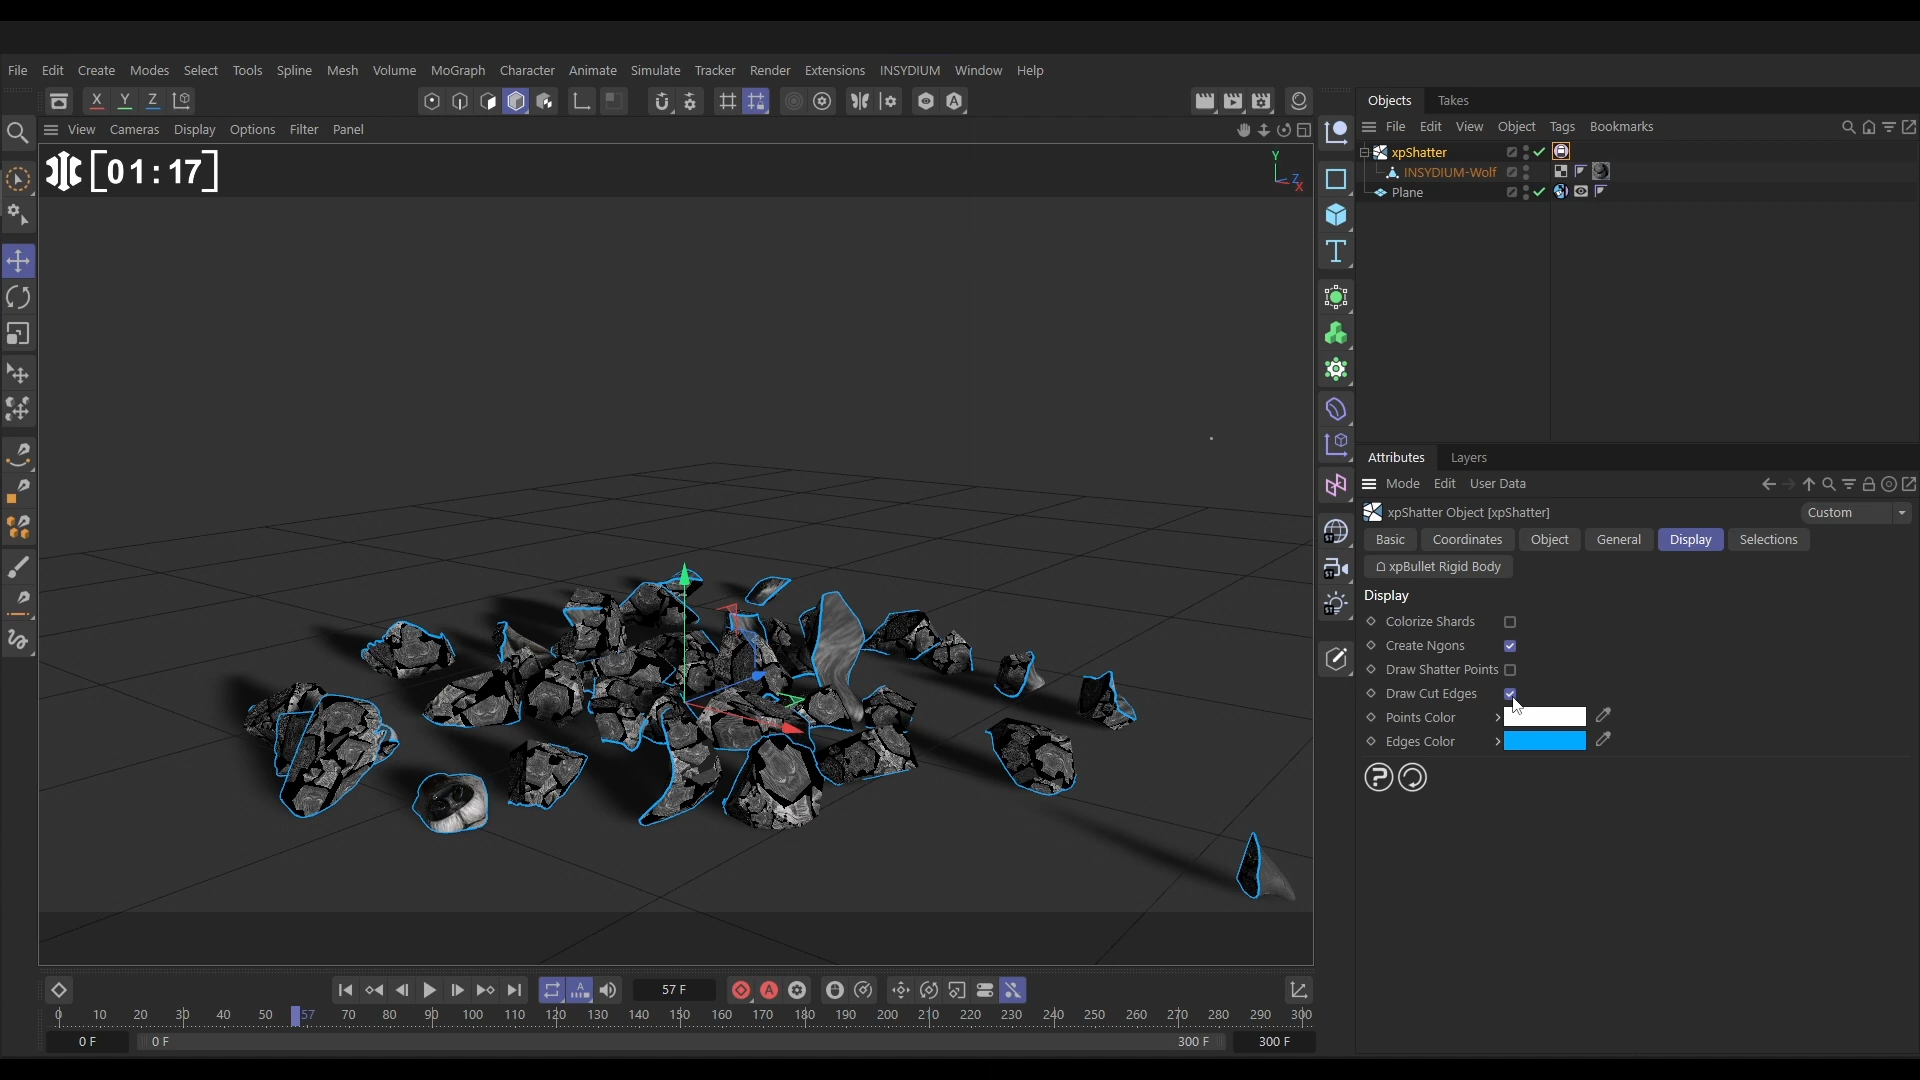 File Edit Create Modes Select Tools Spline Mesh Volume MoGraph Character Animate Simulate Tracker Render Extensions INSYDIUM Window Help
X Y Z
Objects Takes
View Cameras Display Options Filter Panel
File Edit View Object Tags Bookmarks
[01:17]
Y
Z
X
xpShatter
INSYDIUM-Wolf
Plane
Attributes Layers
Mode Edit User Data
xpShatter Object [xpShatter]
Custom
Basic Coordinates Object General Display Selections
xpBullet Rigid Body
Display
Colorize Shards
Create Ngons
Draw Shatter Points
Draw Cut Edges
Points Color
Edges Color
57 F
0 10 20 30 40 50 57 70 80 90 100 110 120 130 140 150 160 170 180 190 200 210 220 230 240 250 260 270 280 290 300
0 F 0 F 300 F 300 F